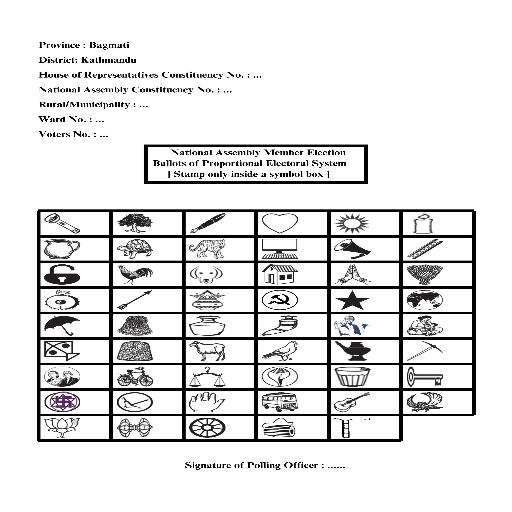 Province : Bagmati
District: Kathmandu
House of Representatives Constituency No. : ...
National Assembly Constituency No. : ...
Rural/Municipality : ...
Ward No. : ...
Voters No. : ...
National Assembly Member Election
Ballots of Proportional Electoral System
[ Stamp only inside a symbol box ]
Signature of Polling Officer : ......